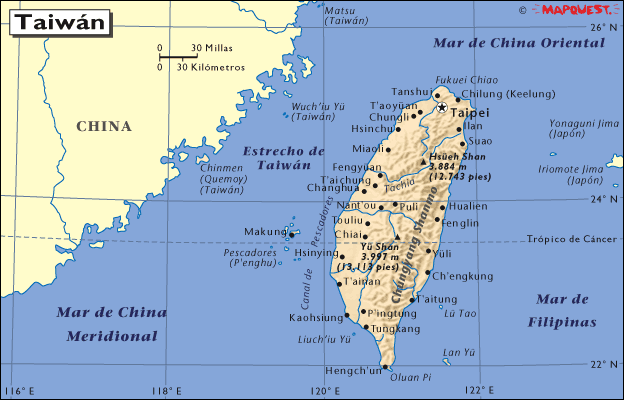 Taiwán
Matsu
(Taiwán)
© MAPQUEST.
26°N
0 30 Millas
0 30 Kilómetros
Mar de China Oriental
Fukuei Chiao
Tanshui
Chilung (Keelung)
T'aoyüan
Taipei
Chungli
Hsinchu
Ilan
Wuch'iu Yü
(Taiwán)
CHINA
Estrecho de
Taiwán
Miaoli
Suao
Yonaguni Jima
(Japón)
Hsüeh Shan
3.884 m
(12.743 pies)
Chinmen
(Quemoy)
(Taiwán)
Fengyüan
T'aichung
Changhua
Tachia
Iriomote Jima
(Japón)
24°N
Nant'ou
Puli
Hualien
Chungyang Shanmo
Pescadores
Canal de
Touliu
Fenglin
Makung
Chiai
Yü Shan
3.997 m
(13,113 pies)
Trópico de Cáncer
Pescadores
(P'enghu)
Hsinying
Yüli
T'ainan
Ch'engkung
Mar de China
Meridional
T'aitung
Mar de
Filipinas
Kaohsiung
P'ingtung
Lü Tao
Tungkang
Liuch'iu Yü
Lan Yü
22°N
Hengch'un
Oluan Pi
116°E
118°E
120°E
122°E